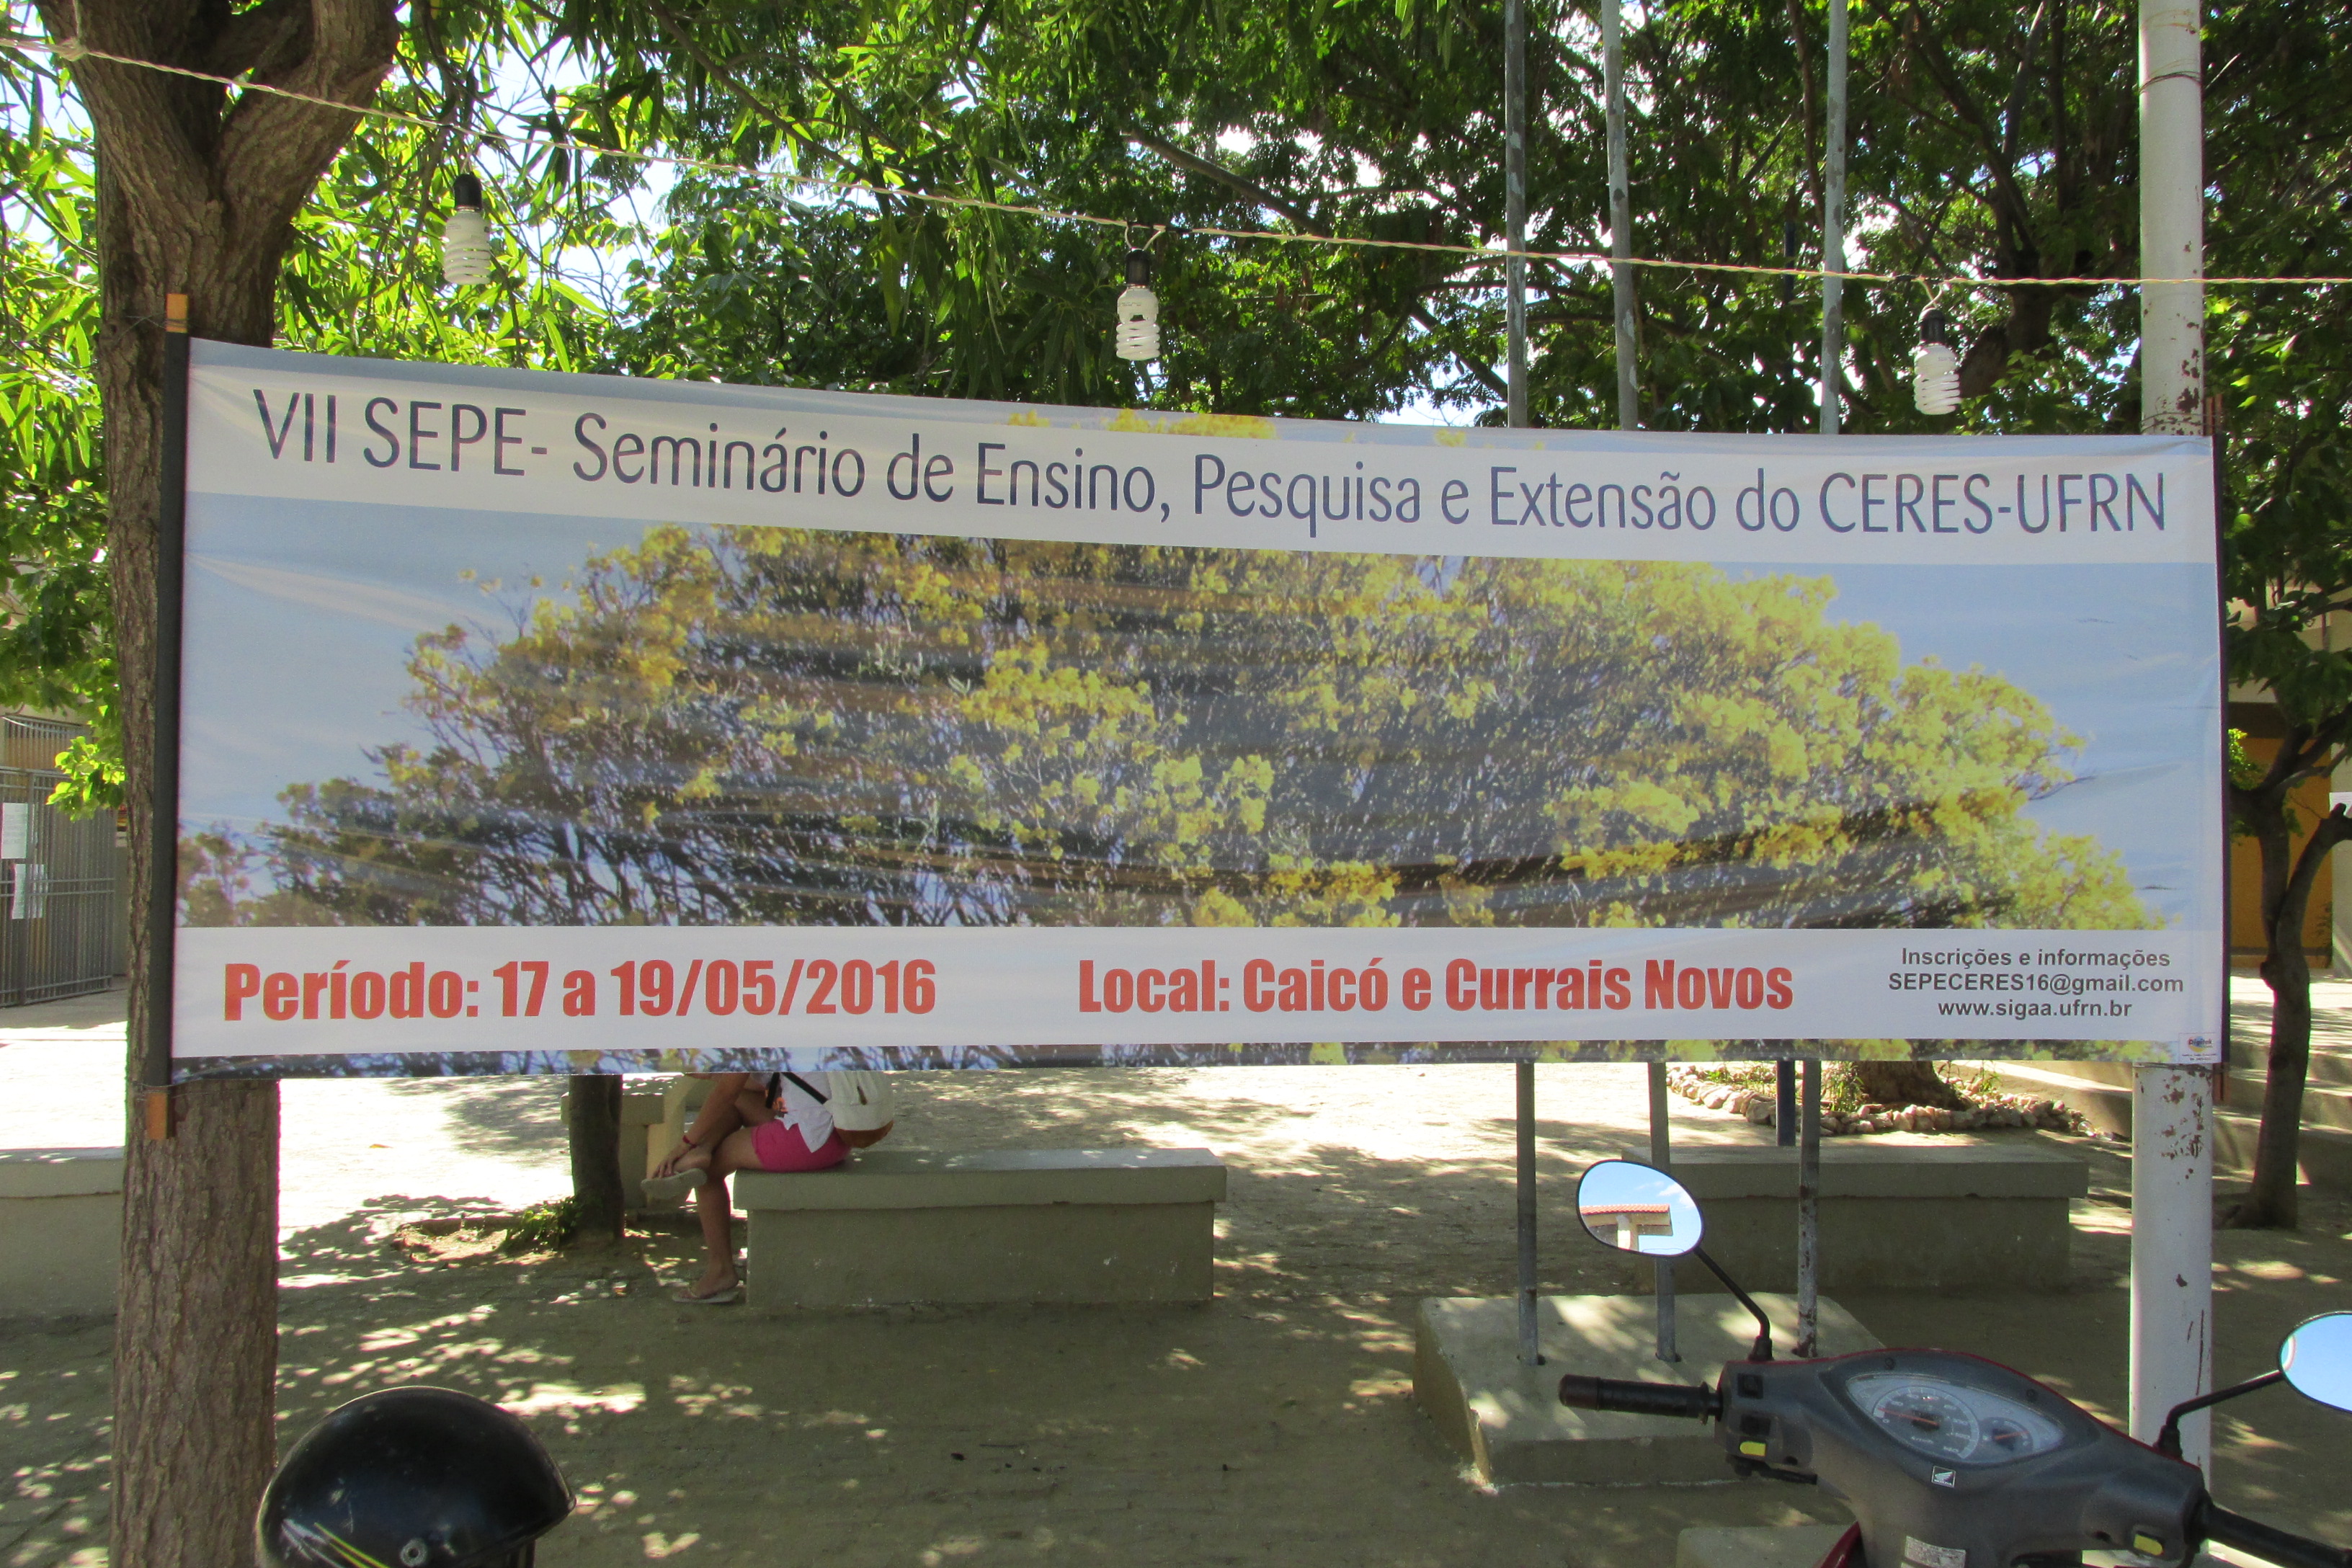 VII SEPE- Seminário de Ensino, Pesquisa e Extensão do CERES-UFRN
Período: 17 a 19/05/2016
Local: Caicó e Currais Novos
Inscrições e informações
SEPECERES16@gmail.com
www.sigaa.ufrn.br